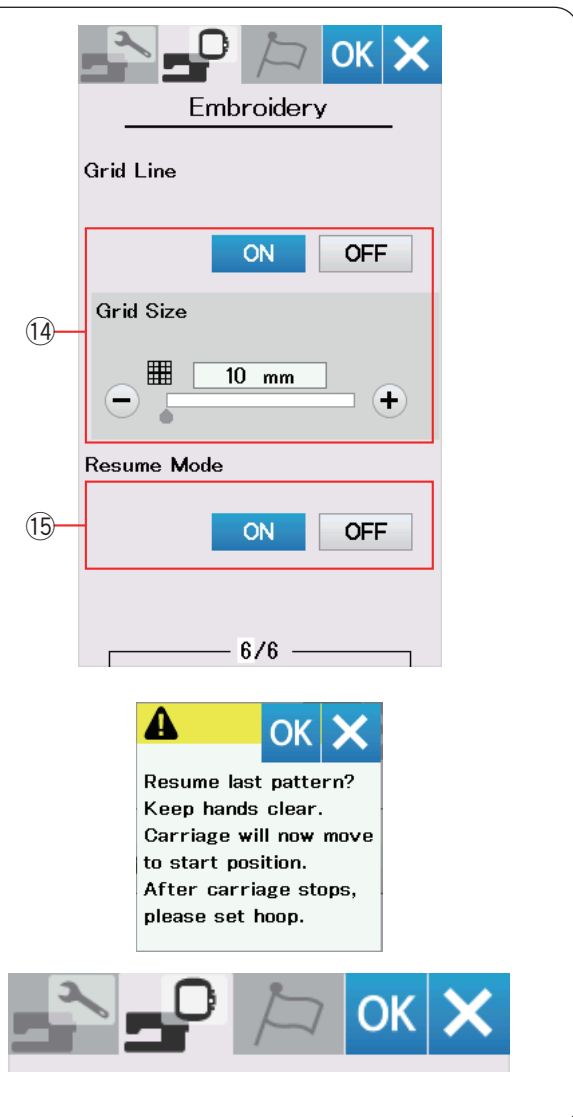 OK
Embroidery
Grid Line
ON OFF
Grid Size
⑭
10 mm
Resume Mode
⑮
ON OFF
6/6
OK
Resume last pattern?
Keep hands clear.
Carriage will now move
to start position.
After carriage stops,
please set hoop.
OK